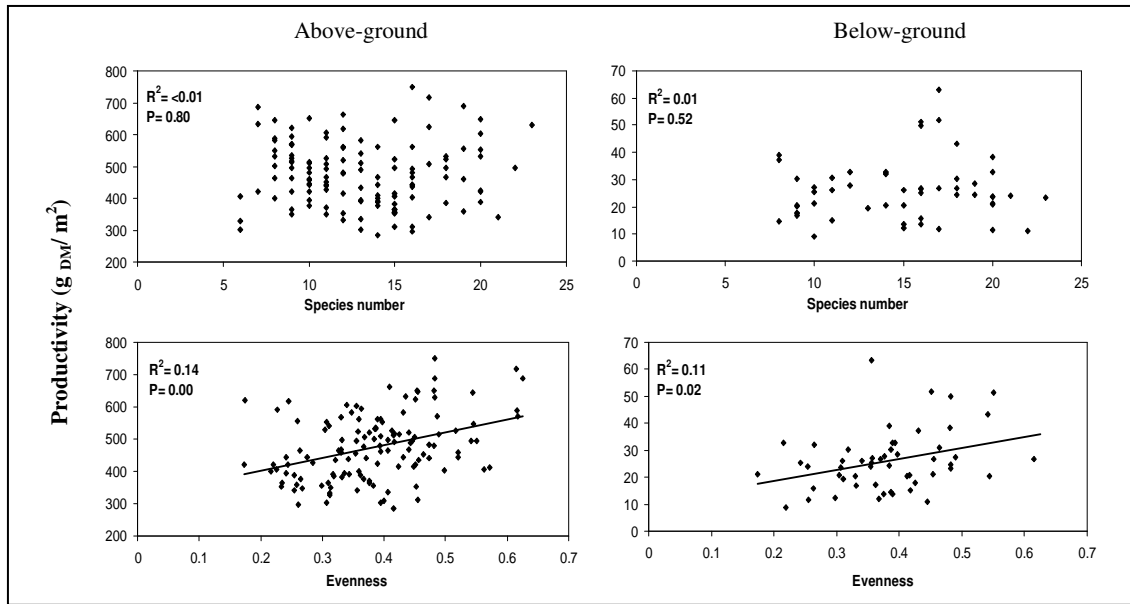 Above-ground
Below-ground
Productivity (g DM/ m²)
800
700
600
500
400
300
200
R²= <0.01
P= 0.80
0 5 10 15 20 25
Species number
70
60
50
40
30
20
10
0
R²= 0.01
P= 0.52
0 5 10 15 20 25
Species number
800
700
600
500
400
300
200
R²= 0.14
P= 0.00
0 0.1 0.2 0.3 0.4 0.5 0.6 0.7
Evenness
70
60
50
40
30
20
10
0
R²= 0.11
P= 0.02
0 0.1 0.2 0.3 0.4 0.5 0.6 0.7
Evenness